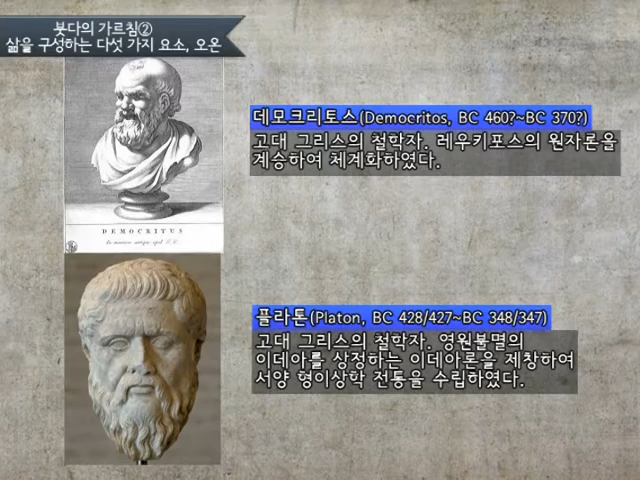 붓다의 가르침②
삶을 구성하는 다섯 가지 요소, 오온
DEMOCRITUS
데모크리토스(Democritos, BC 460?~BC 370?)
고대 그리스의 철학자. 레우키포스의 원자론을
계승하여 체계화하였다.
플라톤(Platon, BC 428/427~BC 348/347)
고대 그리스의 철학자. 영원불멸의
이데아를 상정하는 이데아론을 제창하여
서양 형이상학 전통을 수립하였다.